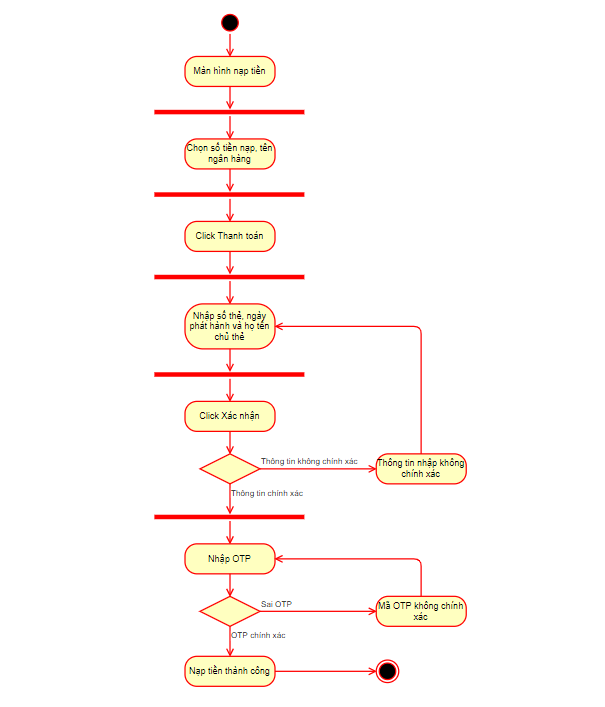 Màn hình nạp tiền
Chọn số tiền nạp, tên
ngân hàng
Click Thanh toán
Nhập số thẻ, ngày
phát hành và họ tên
chủ thẻ
Click Xác nhận
Thông tin không chính xác
Thông tin nhập không
chính xác
Thông tin chính xác
Nhập OTP
Sai OTP
Mã OTP không chính
xác
OTP chính xác
Nạp tiền thành công